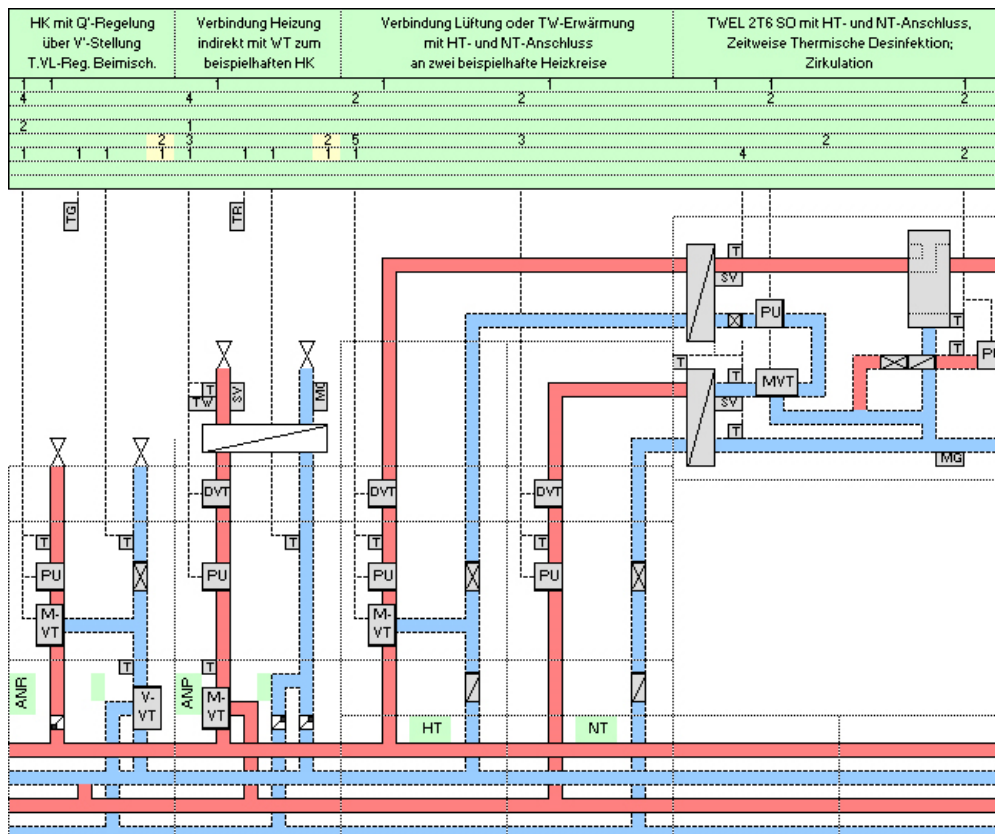 HK mit Q'-Regelung
über V'-Stellung
T.VL-Reg. Beimisch.
Verbindung Heizung
indirekt mit WT zum
beispielhaften HK
Verbindung Lüftung oder TW-Erwärmung
mit HT- und NT-Anschluss
an zwei beispielhafte Heizkreise
TWEL 2T6 SO mit HT- und NT-Anschluss,
Zeitweise Thermische Desinfektion;
Zirkulation
1 1 1 1 1 1 1
4 4 2 2 2 2
2 1
2 3 2 5 3 2
1 1 1 1 1 1 1 1 1 4 2
TG TR
T SV
PU T
T T T
PU
T SV MG
TW
T SV
MVT
T MG
DVT DVT DVT
T T T T T
PU PU PU PU
M-VT M-VT
T T
ANR V-VT ANP M-VT
HT NT